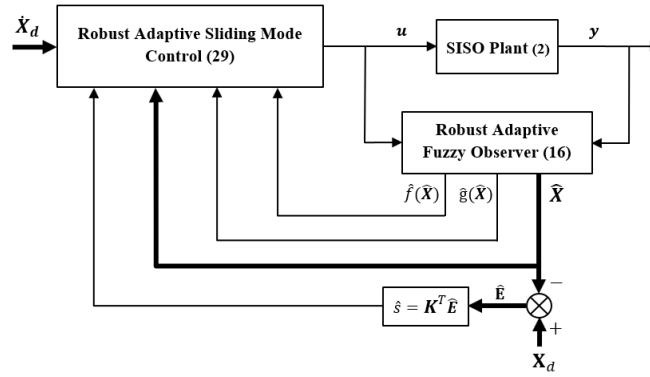 Ẋ_d
Robust Adaptive Sliding Mode
Control (29)
u
SISO Plant (2)
y
Robust Adaptive
Fuzzy Observer (16)
f̂(X̂)
ĝ(X̂)
X̂
−
ŝ = K^T Ê
Ê
+
X_d